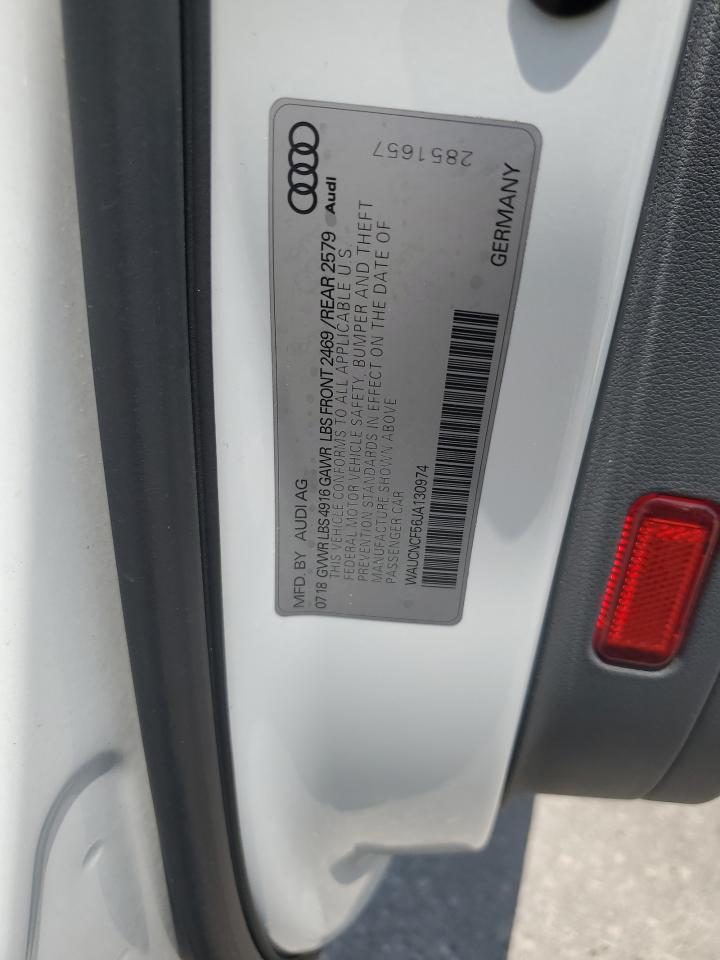 Audi
MFD. BY AUDI AG
0718 GVWR LBS 4916 GAWR LBS FRONT 2469 / REAR 2579
THIS VEHICLE CONFORMS TO ALL APPLICABLE U S
FEDERAL MOTOR VEHICLE SAFETY, BUMPER AND THEFT
PREVENTION STANDARDS IN EFFECT ON THE DATE OF
MANUFACTURE SHOWN ABOVE
PASSENGER CAR
WAUCNCF56JA130974
GERMANY
2851657